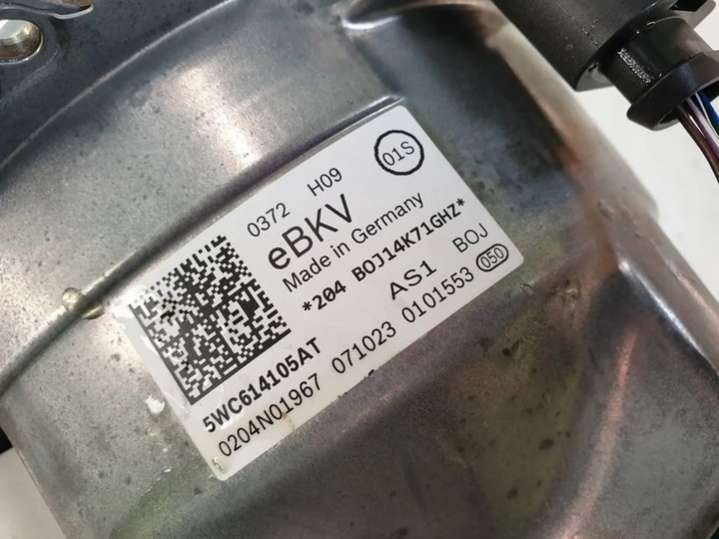 0372 H09 01S
eBKV
Made in Germany
*204 BOJ14K71GHZ*
AS1 BOJ
5WC614105AT
0204N01967 071023 0101553 050